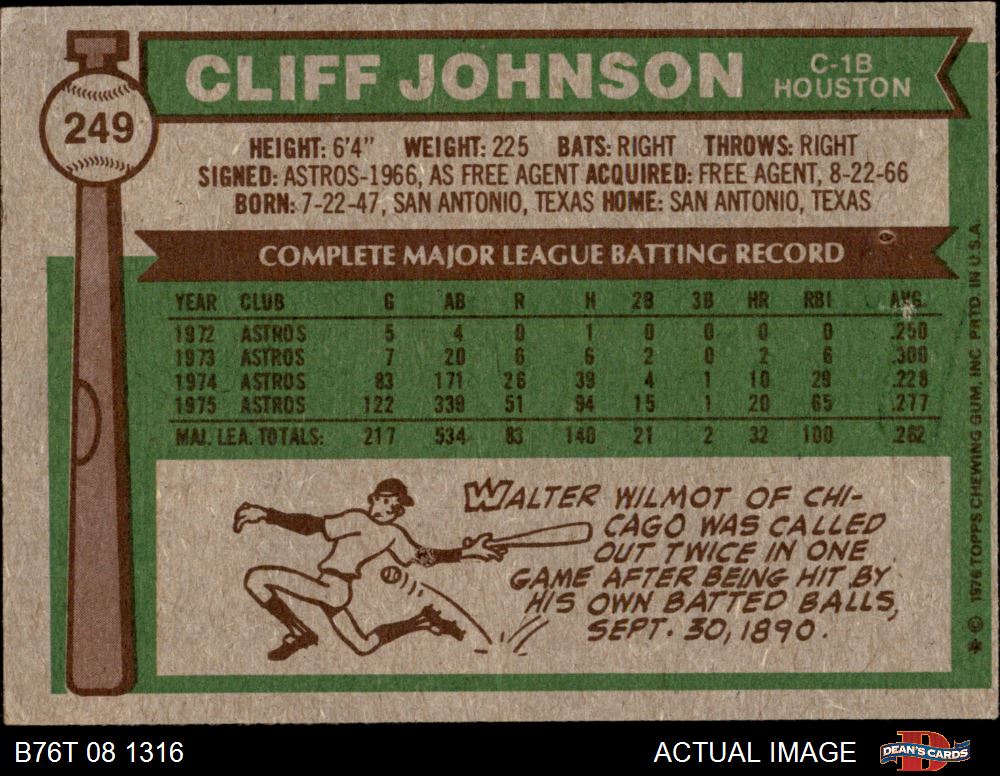 CLIFF JOHNSON
C-1B
HOUSTON
249
HEIGHT: 6'4" WEIGHT: 225 BATS: RIGHT THROWS: RIGHT
SIGNED: ASTROS-1966, AS FREE AGENT ACQUIRED: FREE AGENT, 8-22-66
BORN: 7-22-47, SAN ANTONIO, TEXAS HOME: SAN ANTONIO, TEXAS
COMPLETE MAJOR LEAGUE BATTING RECORD
YEAR CLUB G AB R H 2B 3B HR RBI AVG.
1972 ASTROS 5 4 0 1 0 0 0 0 .250
1973 ASTROS 7 20 6 6 2 0 2 6 .300
1974 ASTROS 83 171 26 39 4 1 10 29 .228
1975 ASTROS 122 339 51 94 15 1 20 65 .277
MAJ. LEA. TOTALS: 217 534 83 140 21 2 32 100 .262
WALTER WILMOT OF CHI-
CAGO WAS CALLED
OUT TWICE IN ONE
GAME AFTER BEING HIT BY
HIS OWN BATTED BALLS,
SEPT. 30, 1890.
* © 1976 TOPPS CHEWING GUM, INC. PRTD. IN U.S.A.
B76T 08 1316
ACTUAL IMAGE
DEAN'S CARDS